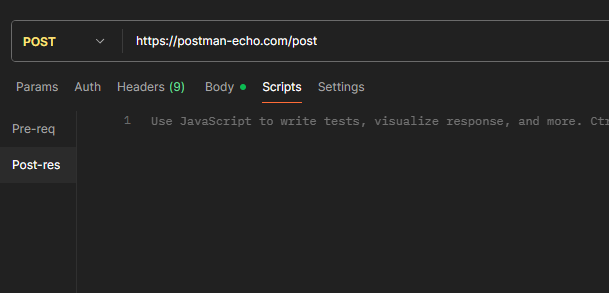 POST https://postman-echo.com/post
Params Auth Headers (9) Body Scripts Settings
Pre-req
Post-res
1 Use JavaScript to write tests, visualize response, and more. Ctr